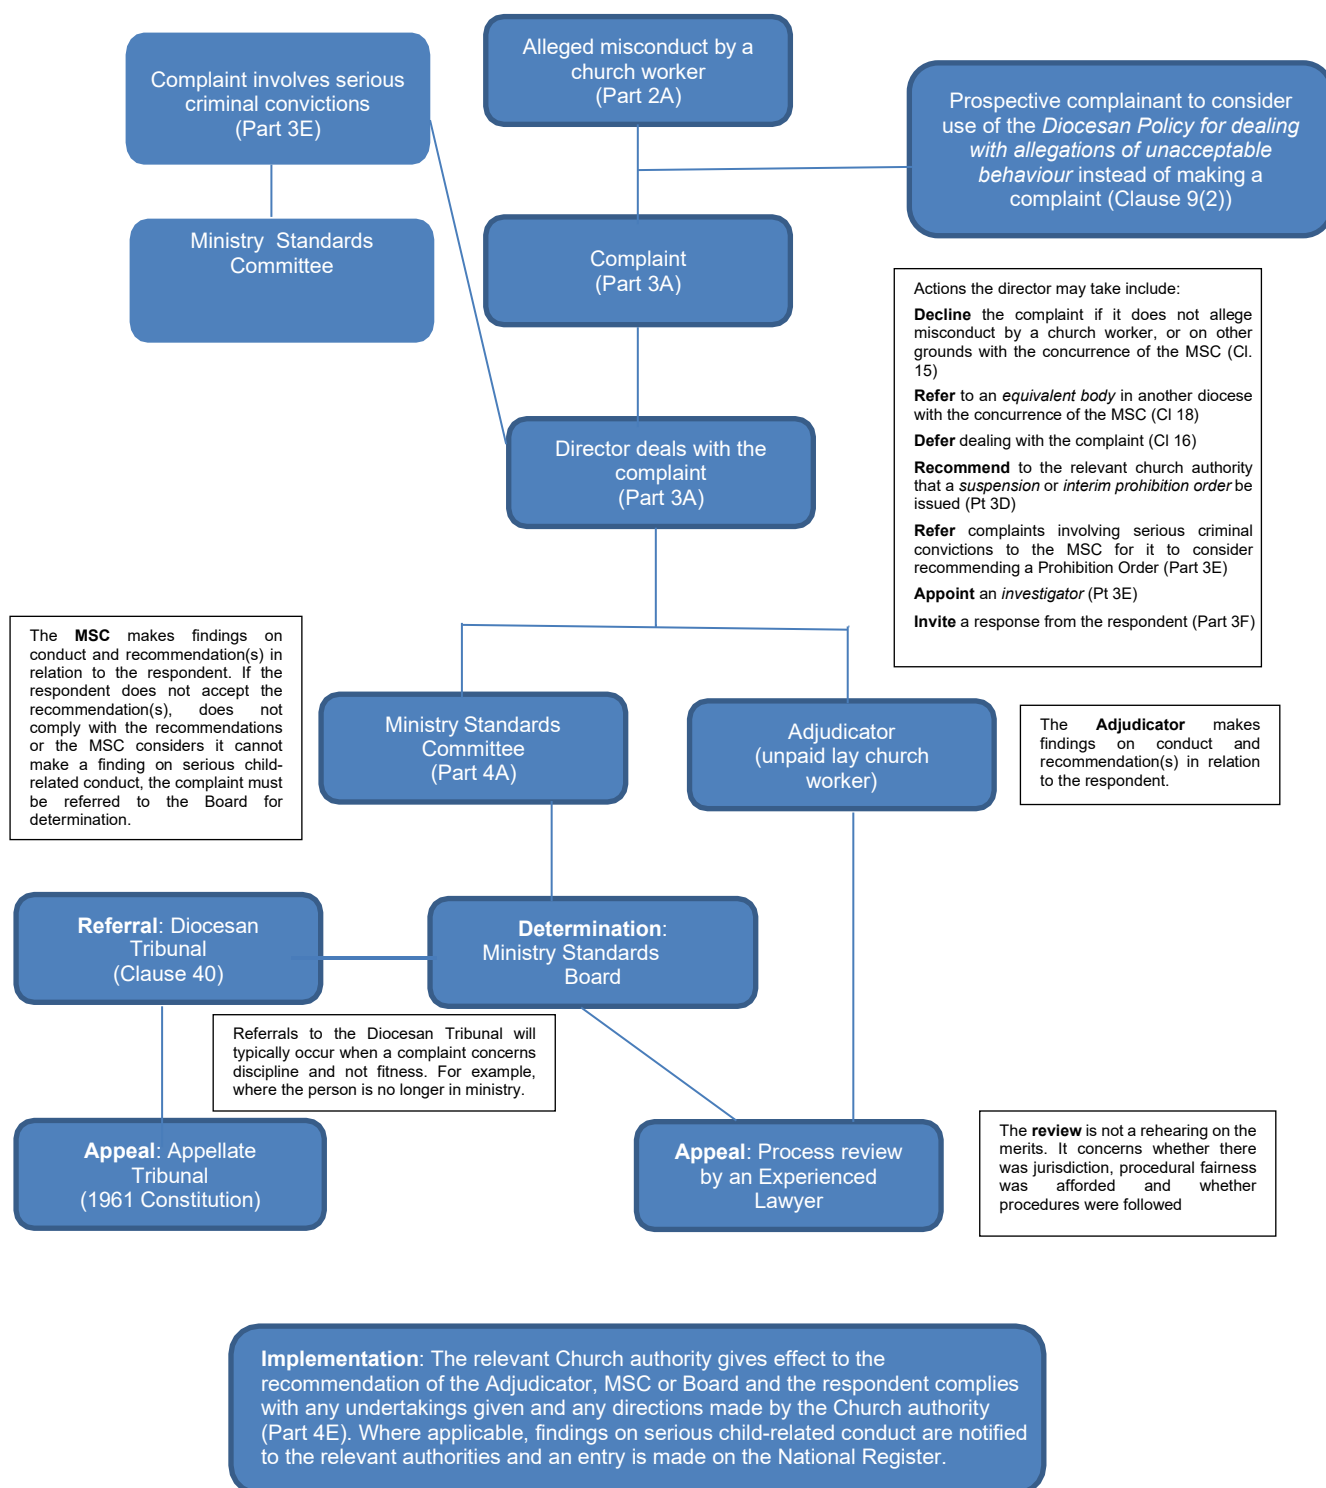 Alleged misconduct by a
church worker
(Part 2A)
Complaint involves serious
criminal convictions
(Part 3E)
Prospective complainant to consider
use of the Diocesan Policy for dealing
with allegations of unacceptable
behaviour instead of making a
complaint (Clause 9(2))
Ministry Standards
Committee
Complaint
(Part 3A)
Actions the director may take include:
Decline the complaint if it does not allege
misconduct by a church worker, or on other
grounds with the concurrence of the MSC (Cl.
15)
Refer to an equivalent body in another diocese
with the concurrence of the MSC (Cl 18)
Defer dealing with the complaint (Cl 16)
Recommend to the relevant church authority
that a suspension or interim prohibition order be
issued (Pt 3D)
Refer complaints involving serious criminal
convictions to the MSC for it to consider
recommending a Prohibition Order (Part 3E)
Appoint an investigator (Pt 3E)
Invite a response from the respondent (Part 3F)
Director deals with the
complaint
(Part 3A)
The MSC makes findings on
conduct and recommendation(s) in
relation to the respondent. If the
respondent does not accept the
recommendation(s), does not
comply with the recommendations
or the MSC considers it cannot
make a finding on serious child-
related conduct, the complaint must
be referred to the Board for
determination.
Ministry Standards
Committee
(Part 4A)
Adjudicator
(unpaid lay church
worker)
The Adjudicator makes
findings on conduct and
recommendation(s) in relation
to the respondent.
Referral: Diocesan
Tribunal
(Clause 40)
Determination:
Ministry Standards
Board
Referrals to the Diocesan Tribunal will
typically occur when a complaint concerns
discipline and not fitness. For example,
where the person is no longer in ministry.
Appeal: Appellate
Tribunal
(1961 Constitution)
Appeal: Process review
by an Experienced
Lawyer
The review is not a rehearing on the
merits. It concerns whether there
was jurisdiction, procedural fairness
was afforded and whether
procedures were followed
Implementation: The relevant Church authority gives effect to the
recommendation of the Adjudicator, MSC or Board and the respondent complies
with any undertakings given and any directions made by the Church authority
(Part 4E). Where applicable, findings on serious child-related conduct are notified
to the relevant authorities and an entry is made on the National Register.